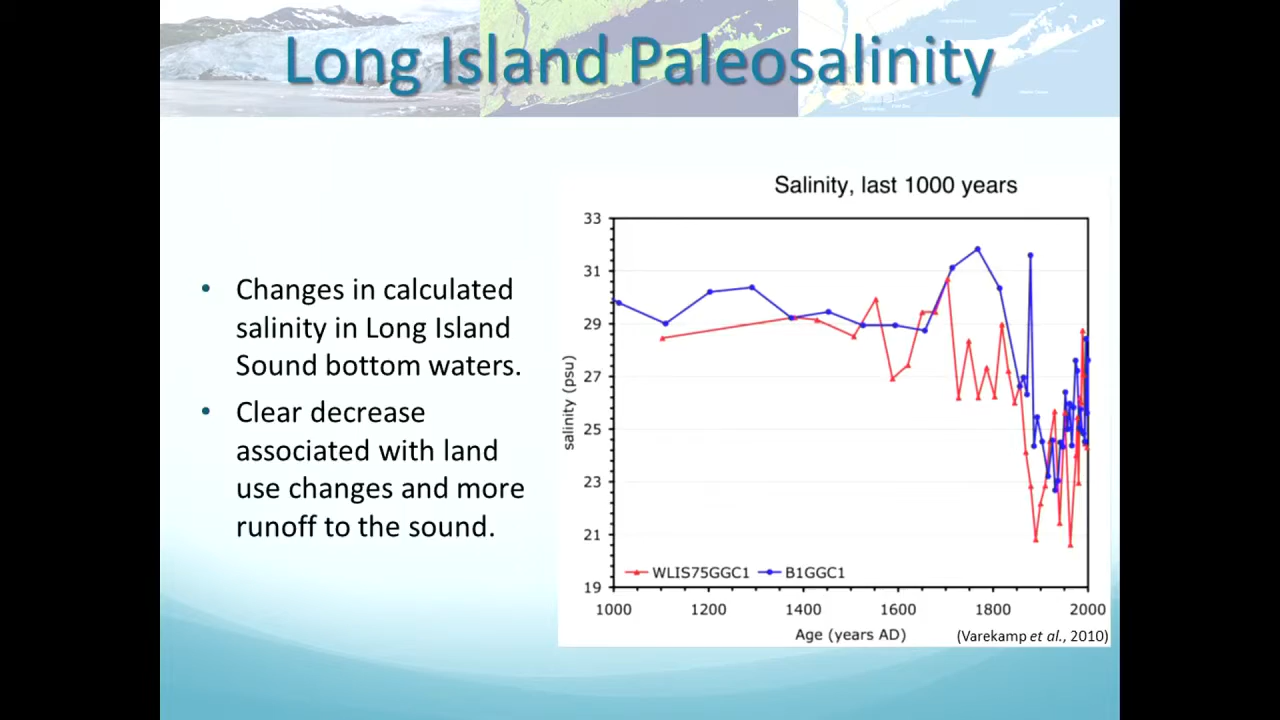 Long Island Paleosalinity
• Changes in calculated
salinity in Long Island
Sound bottom waters.
• Clear decrease
associated with land
use changes and more
runoff to the sound.
Salinity, last 1000 years
33
31
29
27
25
23
21
19
salinity (psu)
WLIS75GGC1 B1GGC1
1000 1200 1400 1600 1800 2000
Age (years AD)
(Varekamp et al., 2010)